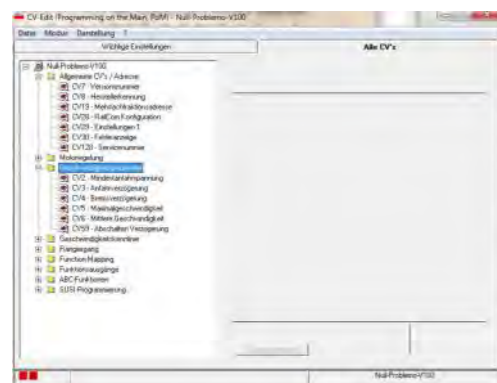 CV-Edit (Programming on the Main, PoM) - Null-Problemo-V100
Datei Modus Darstellung ?
Wichtige Einstellungen
Alle CV's
Null-Problemo-V100
Allgemeine CV's / Adresse
CV7 - Versionsnummer
CV8 - Herstellerkennung
CV19 - Mehrfachtraktionsadresse
CV28 - RailCom Konfiguration
CV29 - Einstellungen 1
CV30 - Fehleranzeige
CV120 - Servicenummer
Motorregelung
CV2 - Mindestanfahrspannung
CV3 - Anfahrverzögerung
CV4 - Bremsverzögerung
CV5 - Maximalgeschwindigkeit
CV6 - Mittlere Geschwindigkeit
CV59 - Abschalten Verzögerung
Geschwindigkeitskennlinie
Rangiergang
Function Mapping
Funktionsausgänge
ABC Funktionen
SUSI Programmierung
Null-Problemo-V100